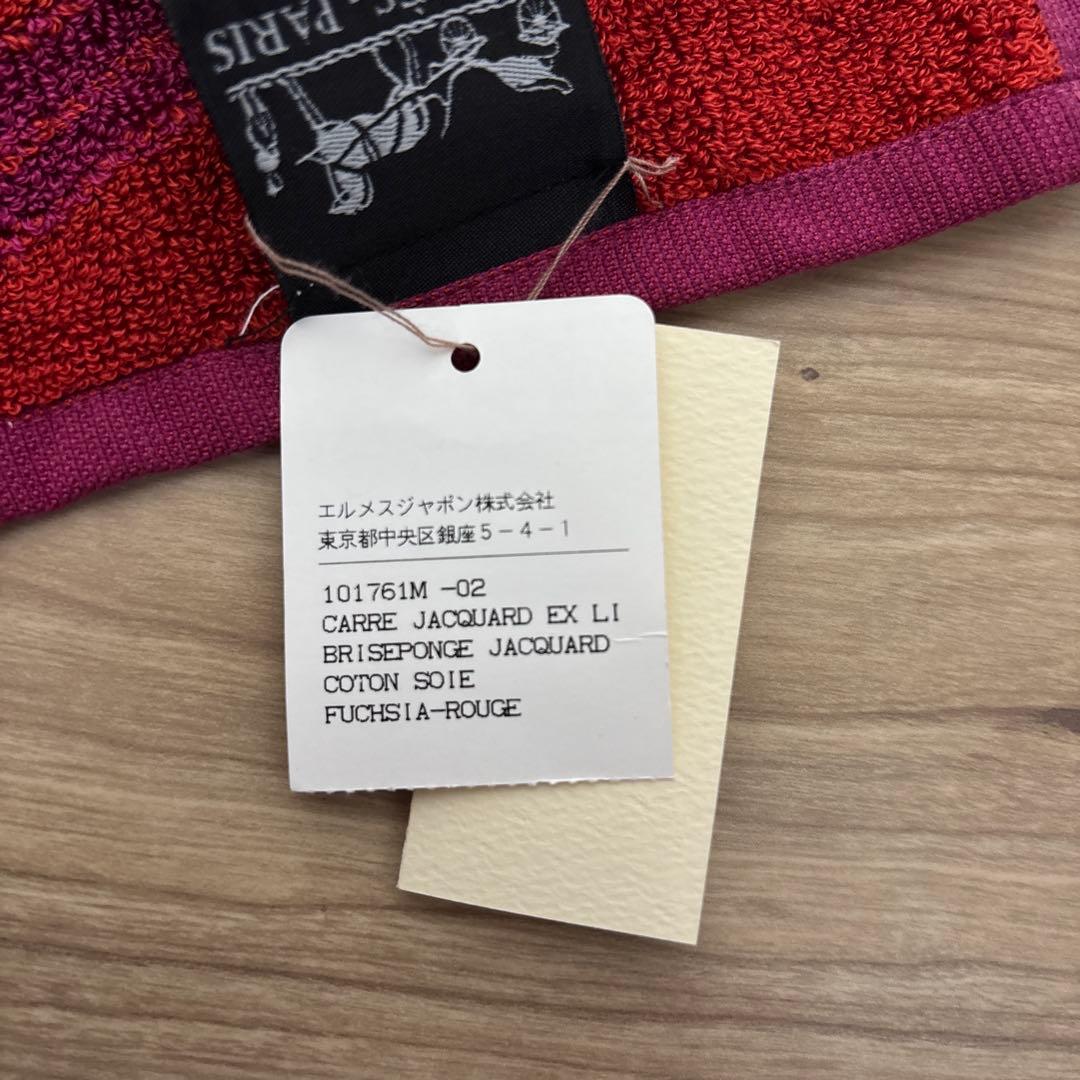 S-PARIS
エルメスジャポン株式会社
東京都中央区銀座5-4-1
101761M -02
CARRE JACQUARD EX LI
BRISEPONGE JACQUARD
COTON SOIE
FUCHSIA-ROUGE